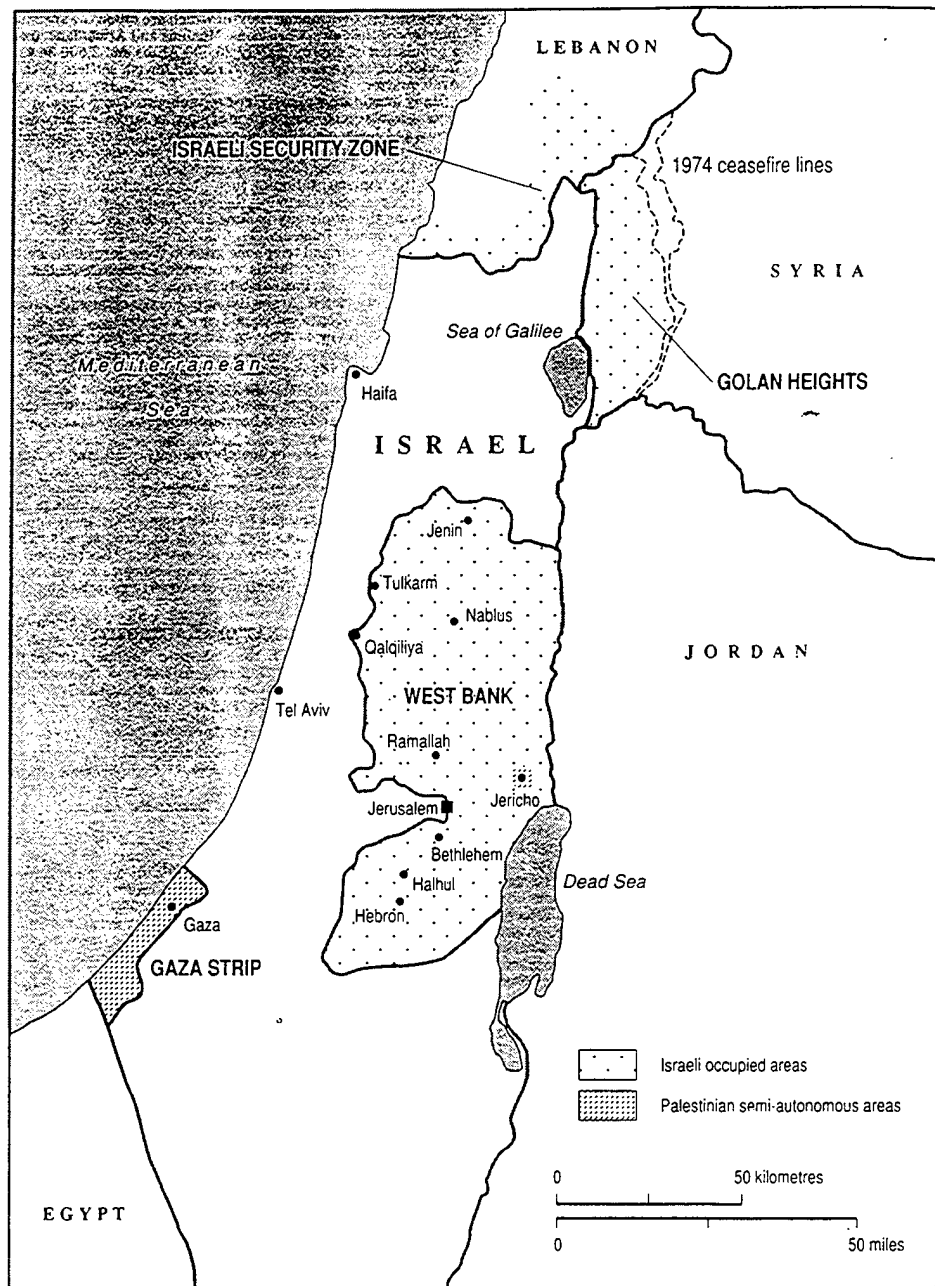 LEBANON
ISRAELI SECURITY ZONE
1974 ceasefire lines
SYRIA
Sea of Galilee
Mediterranean
Sea
Haifa
GOLAN HEIGHTS
ISRAEL
Jenin
Tulkarm
Nablus
Qalqiliya
JORDAN
WEST BANK
Tel Aviv
Ramallah
Jericho
Jerusalem
Bethlehem
Dead Sea
Halhul
Hebron
Gaza
GAZA STRIP
Israeli occupied areas
Palestinian semi-autonomous areas
0 50 kilometres
EGYPT
0 50 miles